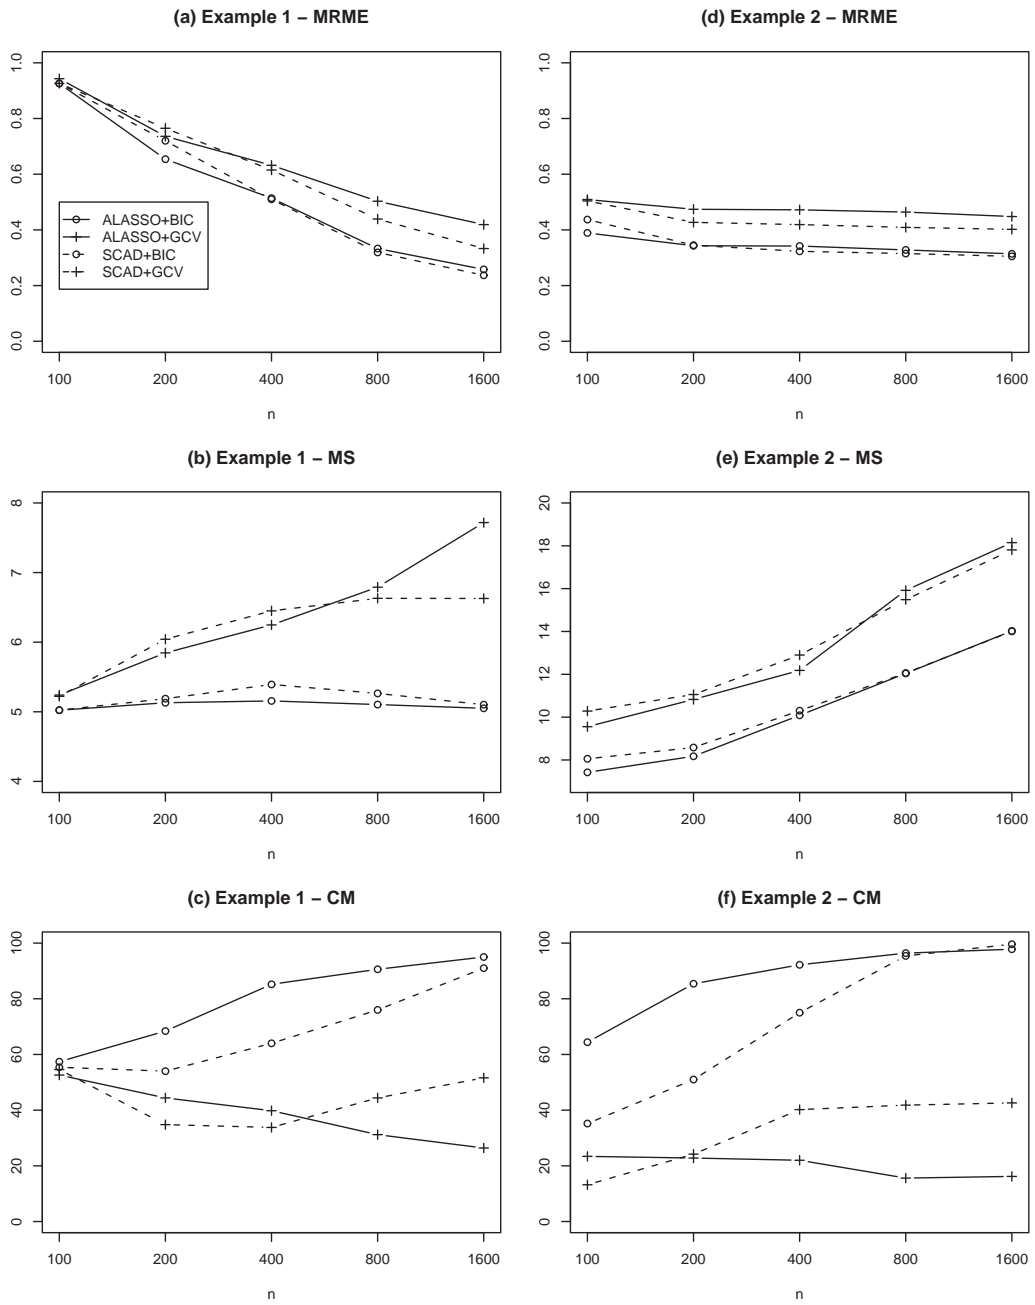 (a) Example 1 – MRME
1.0
0.8
0.6
0.4
0.2
0.0
ALASSO+BIC
ALASSO+GCV
SCAD+BIC
SCAD+GCV
100 200 400 800 1600
n
(d) Example 2 – MRME
1.0
0.8
0.6
0.4
0.2
0.0
100 200 400 800 1600
n
(b) Example 1 – MS
8
7
6
5
4
100 200 400 800 1600
n
(e) Example 2 – MS
20
18
16
14
12
10
8
100 200 400 800 1600
n
(c) Example 1 – CM
100
80
60
40
20
0
100 200 400 800 1600
n
(f) Example 2 – CM
100
80
60
40
20
0
100 200 400 800 1600
n